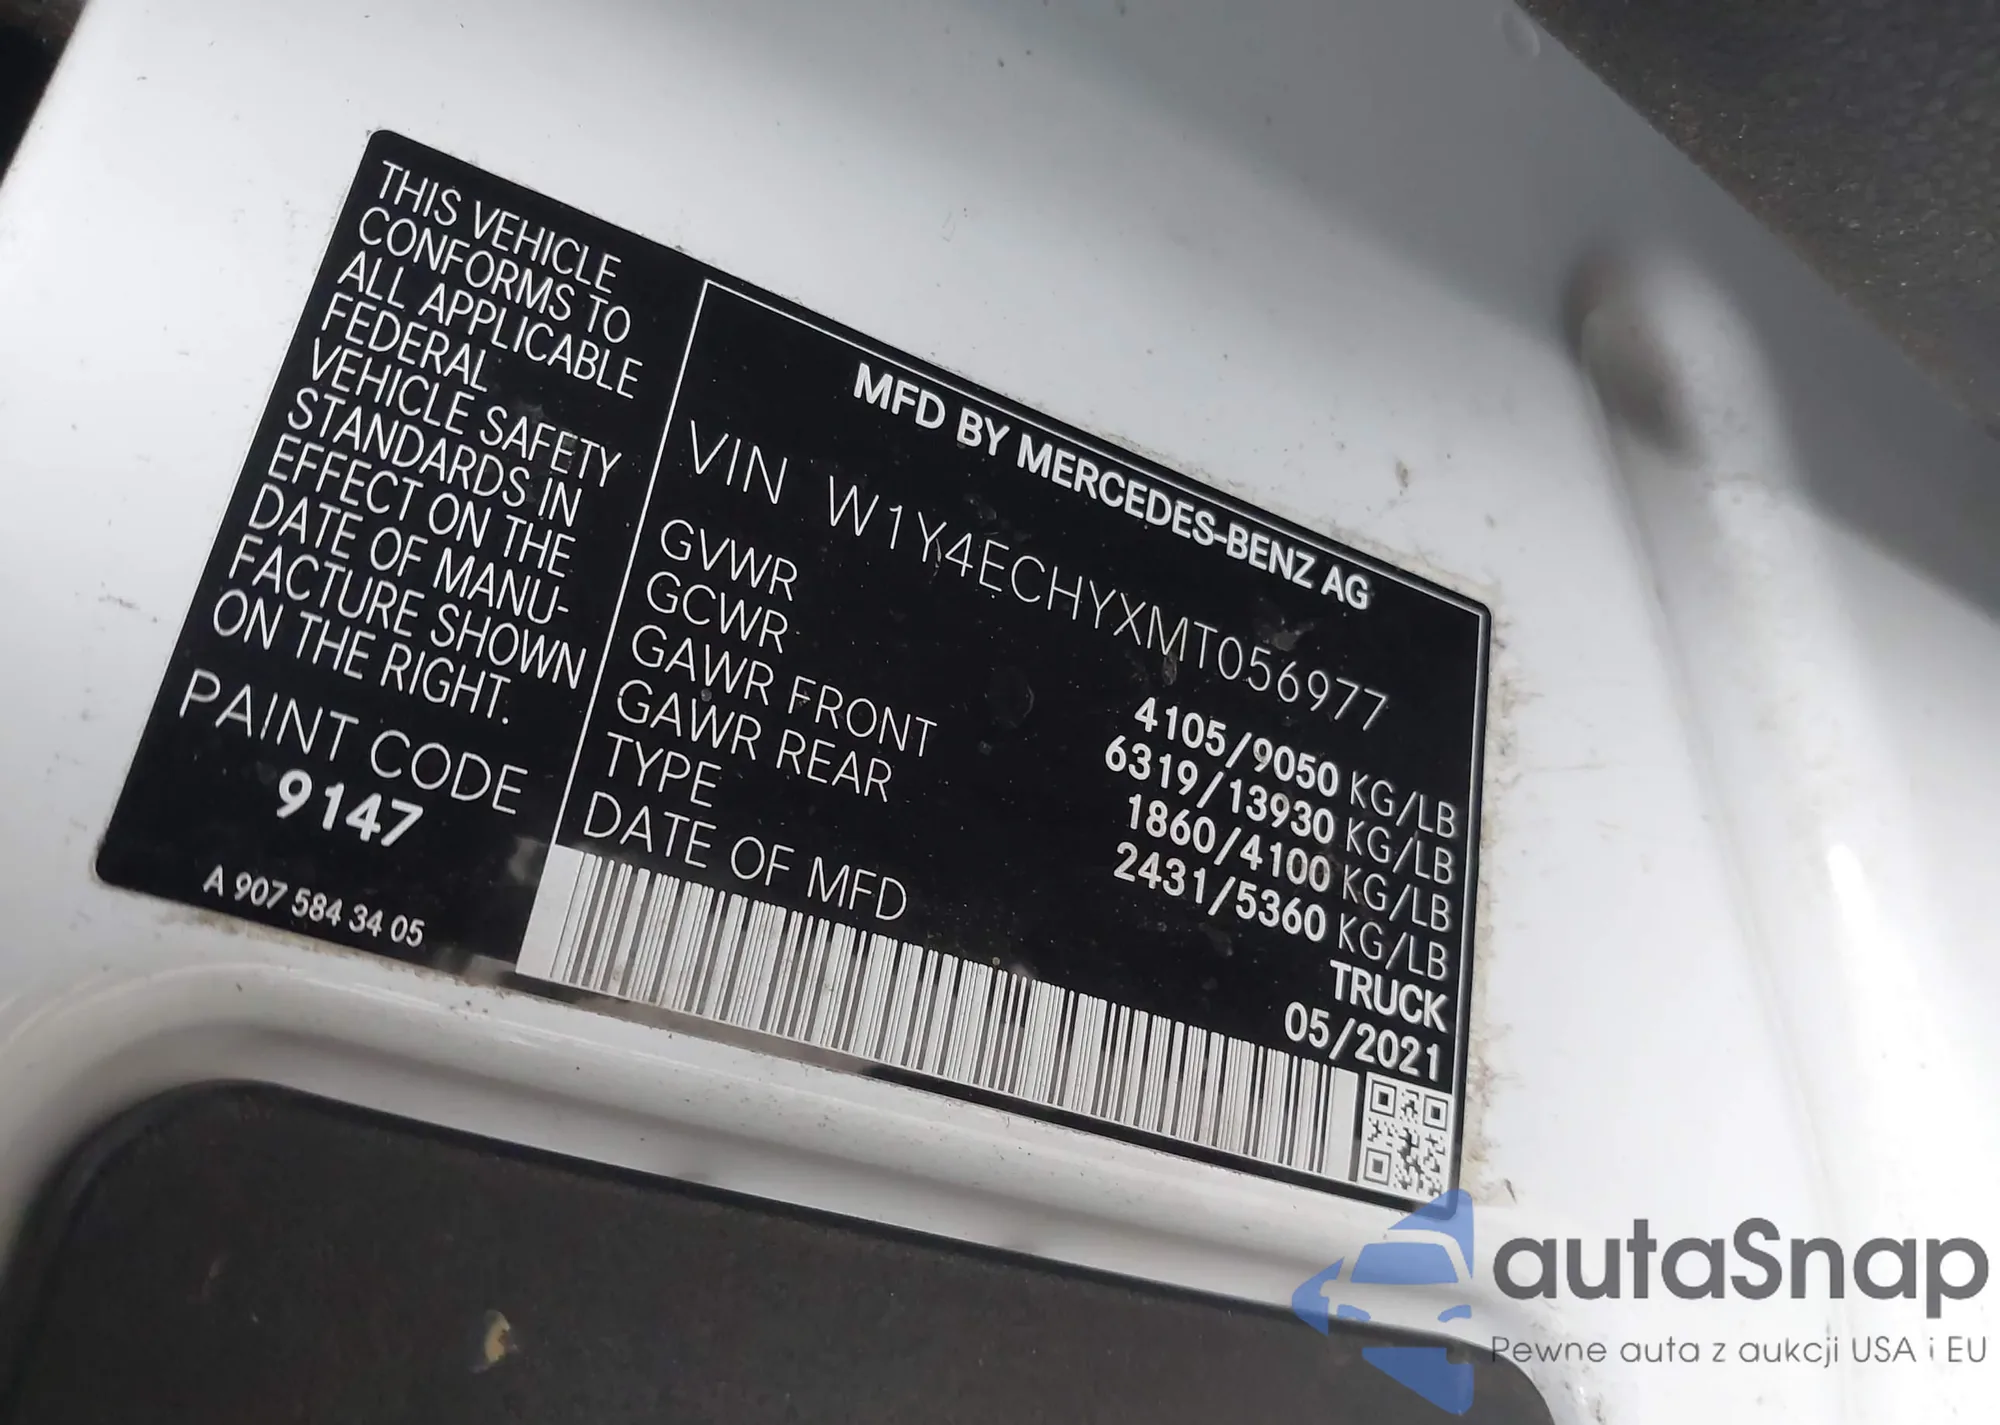 THIS VEHICLE
CONFORMS TO
ALL APPLICABLE
FEDERAL
VEHICLE SAFETY
STANDARDS IN
EFFECT ON THE
DATE OF MANU-
FACTURE SHOWN
ON THE RIGHT.
PAINT CODE
9147
A 907 584 34 05
MFD BY MERCEDES-BENZ AG
VIN W1Y4ECHYXMT056977
GVWR 4105/9050 KG/LB
GCWR 6319/13930 KG/LB
GAWR FRONT 1860/4100 KG/LB
GAWR REAR 2431/5360 KG/LB
TYPE TRUCK
DATE OF MFD 05/2021
autaSnap
Pewne auta z aukcji USA i EU